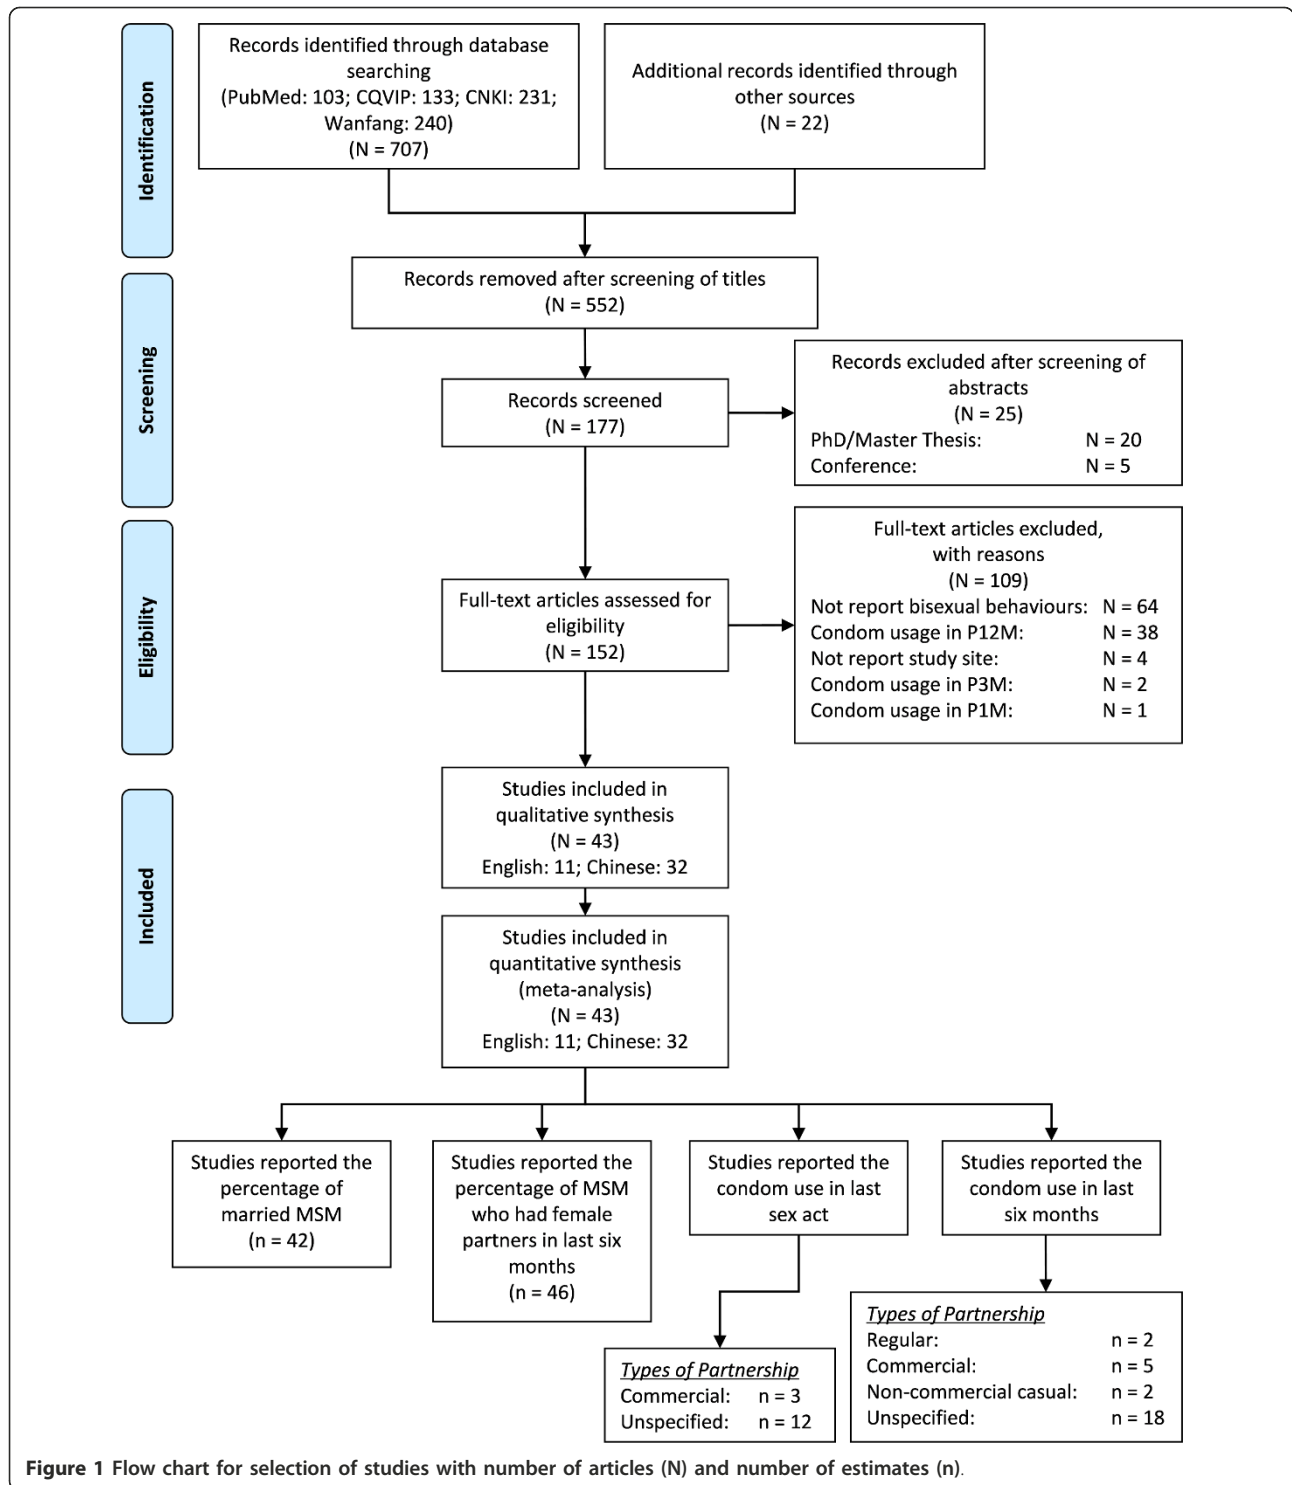 Identification
Records identified through database
searching
(PubMed: 103; CQVIP: 133; CNKI: 231;
Wanfang: 240)
(N = 707)
Additional records identified through
other sources
(N = 22)
Records removed after screening of titles
(N = 552)
Screening
Records screened
(N = 177)
Records excluded after screening of
abstracts
(N = 25)
PhD/Master Thesis: N = 20
Conference: N = 5
Eligibility
Full-text articles assessed for
eligibility
(N = 152)
Full-text articles excluded,
with reasons
(N = 109)
Not report bisexual behaviours: N = 64
Condom usage in P12M: N = 38
Not report study site: N = 4
Condom usage in P3M: N = 2
Condom usage in P1M: N = 1
Included
Studies included in
qualitative synthesis
(N = 43)
English: 11; Chinese: 32
Studies included in
quantitative synthesis
(meta-analysis)
(N = 43)
English: 11; Chinese: 32
Studies reported the
percentage of
married MSM
(n = 42)
Studies reported the
percentage of MSM
who had female
partners in last six
months
(n = 46)
Studies reported the
condom use in last
sex act
Studies reported the
condom use in last
six months
Types of Partnership
Commercial: n = 3
Unspecified: n = 12
Types of Partnership
Regular: n = 2
Commercial: n = 5
Non-commercial casual: n = 2
Unspecified: n = 18
Figure 1 Flow chart for selection of studies with number of articles (N) and number of estimates (n).